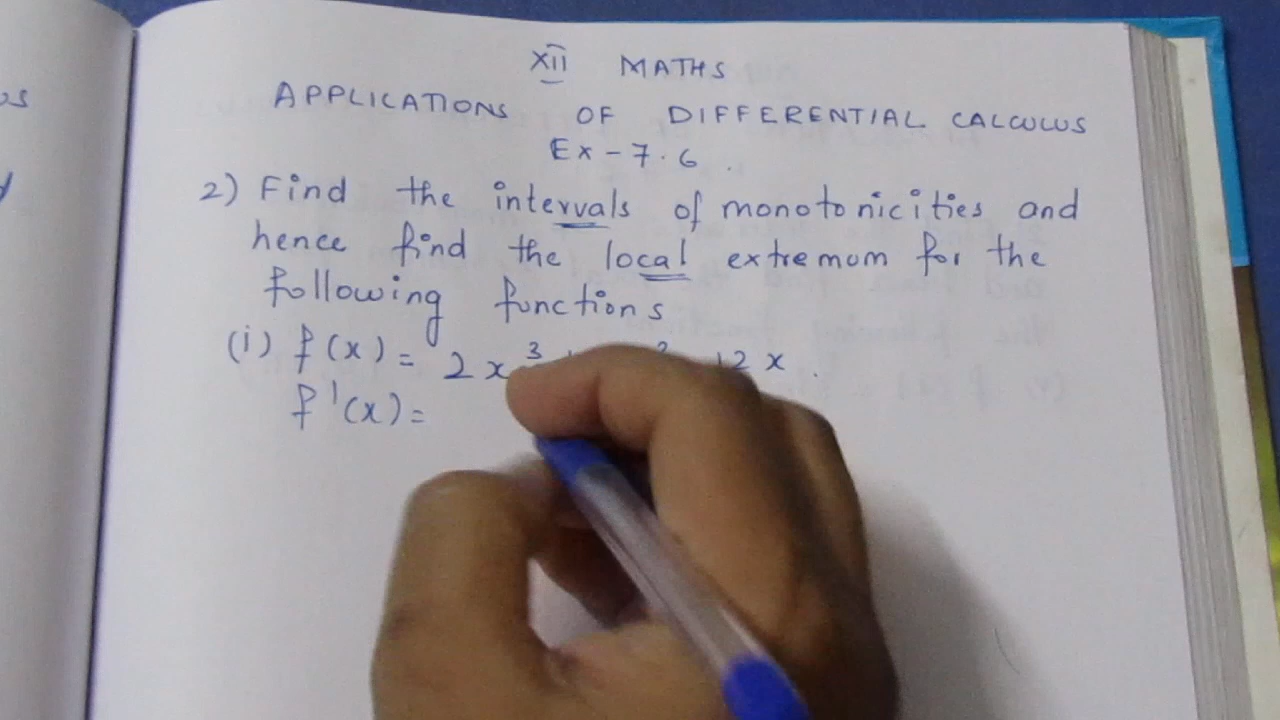 XII MATHS
APPLICATIONS OF DIFFERENTIAL CALCULUS
Ex - 7.6
2) Find the intervals of monotonicities and
hence find the local extremum for the
following functions
(i) f(x) = 2x³ 2x.
f'(x) =